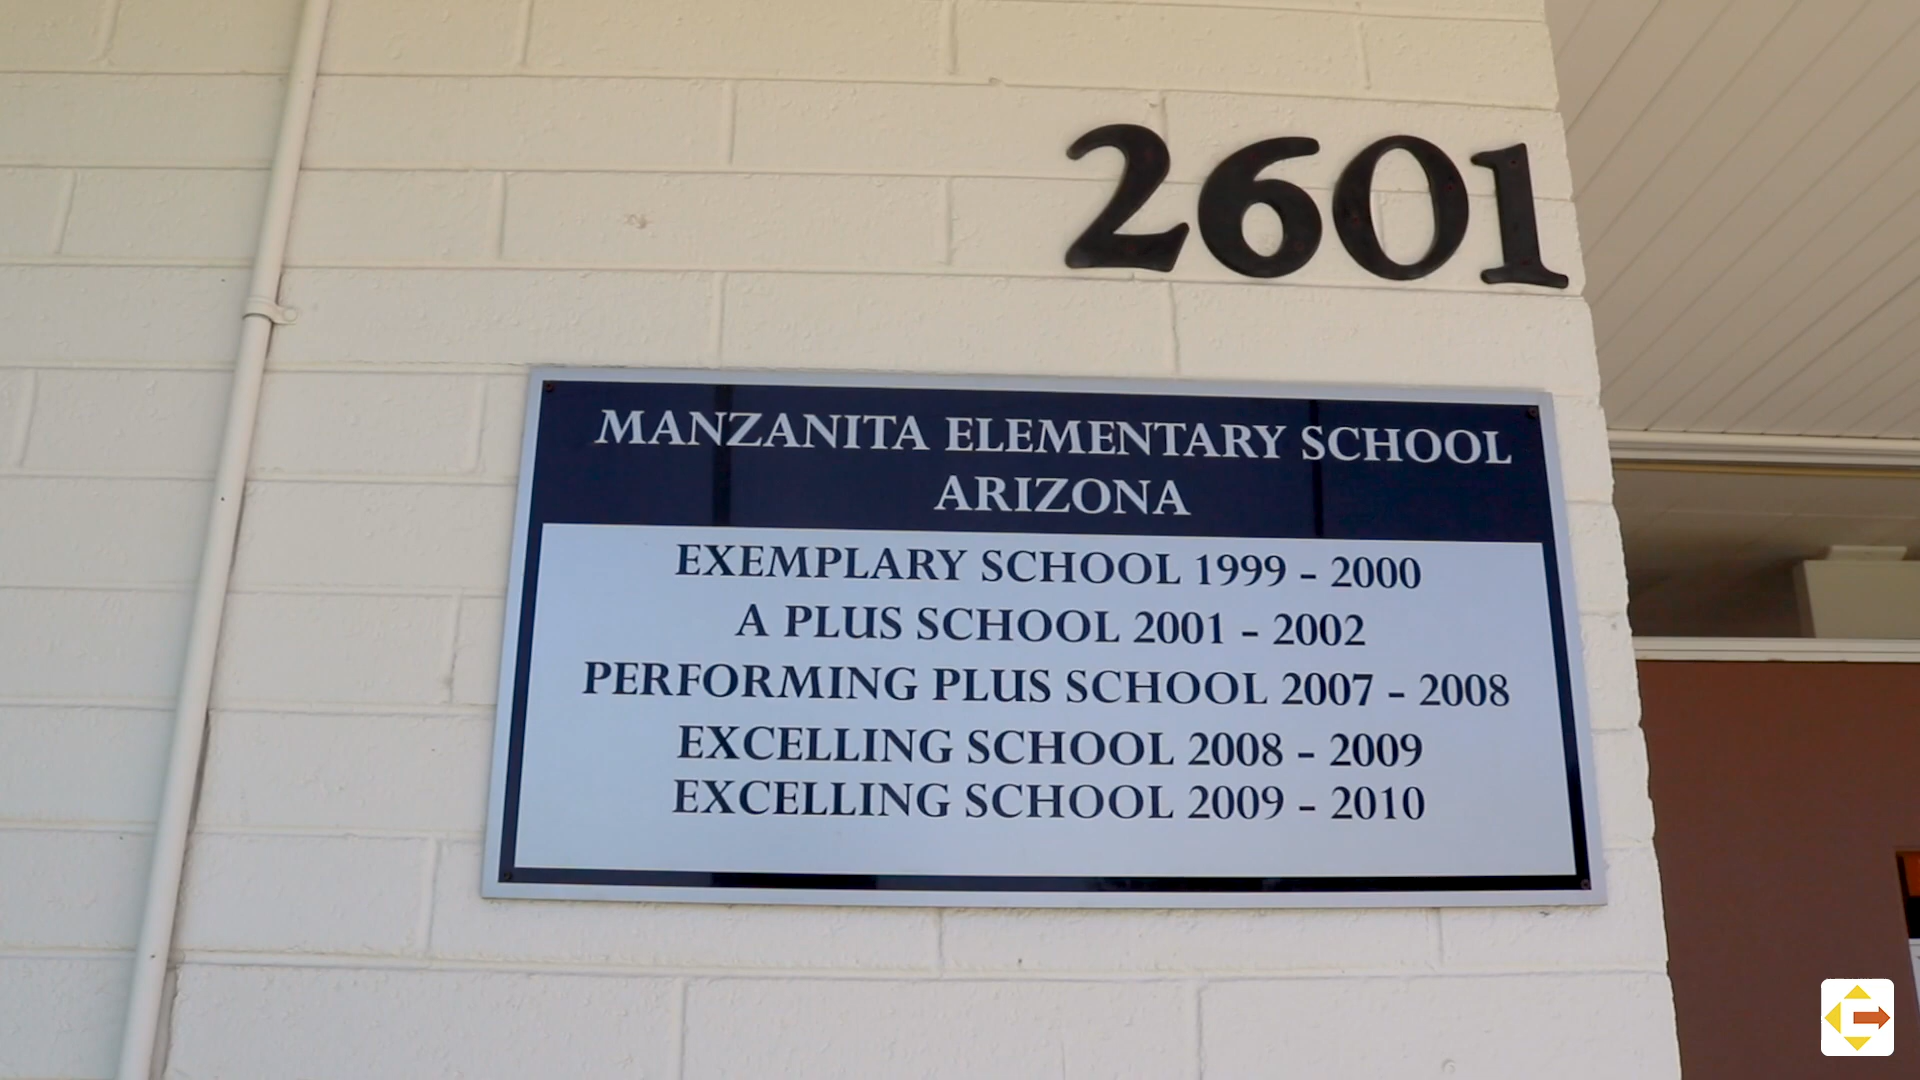 2601
MANZANITA ELEMENTARY SCHOOL
ARIZONA
EXEMPLARY SCHOOL 1999 - 2000
A PLUS SCHOOL 2001 - 2002
PERFORMING PLUS SCHOOL 2007 - 2008
EXCELLING SCHOOL 2008 - 2009
EXCELLING SCHOOL 2009 - 2010